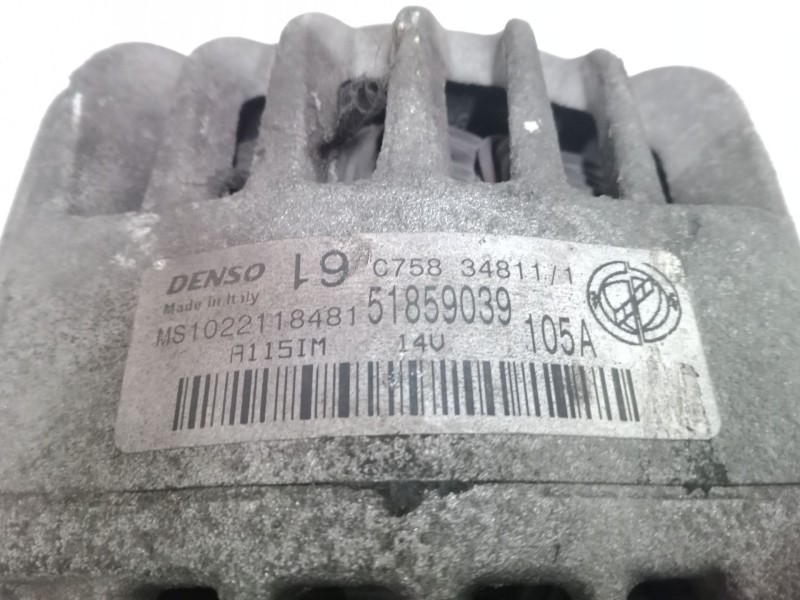 DENSO 19 C758 34811/1
Made in Italy
MS1022118481 51859039
A115IM 14V 105A